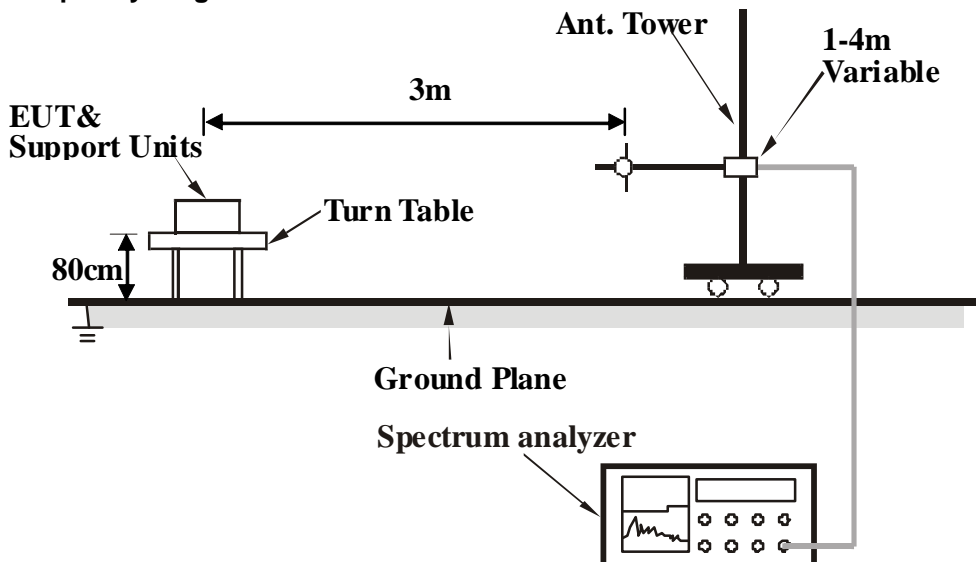 Ant. Tower
1-4m
Variable
3m
EUT&
Support Units
Turn Table
80cm
Ground Plane
Spectrum analyzer